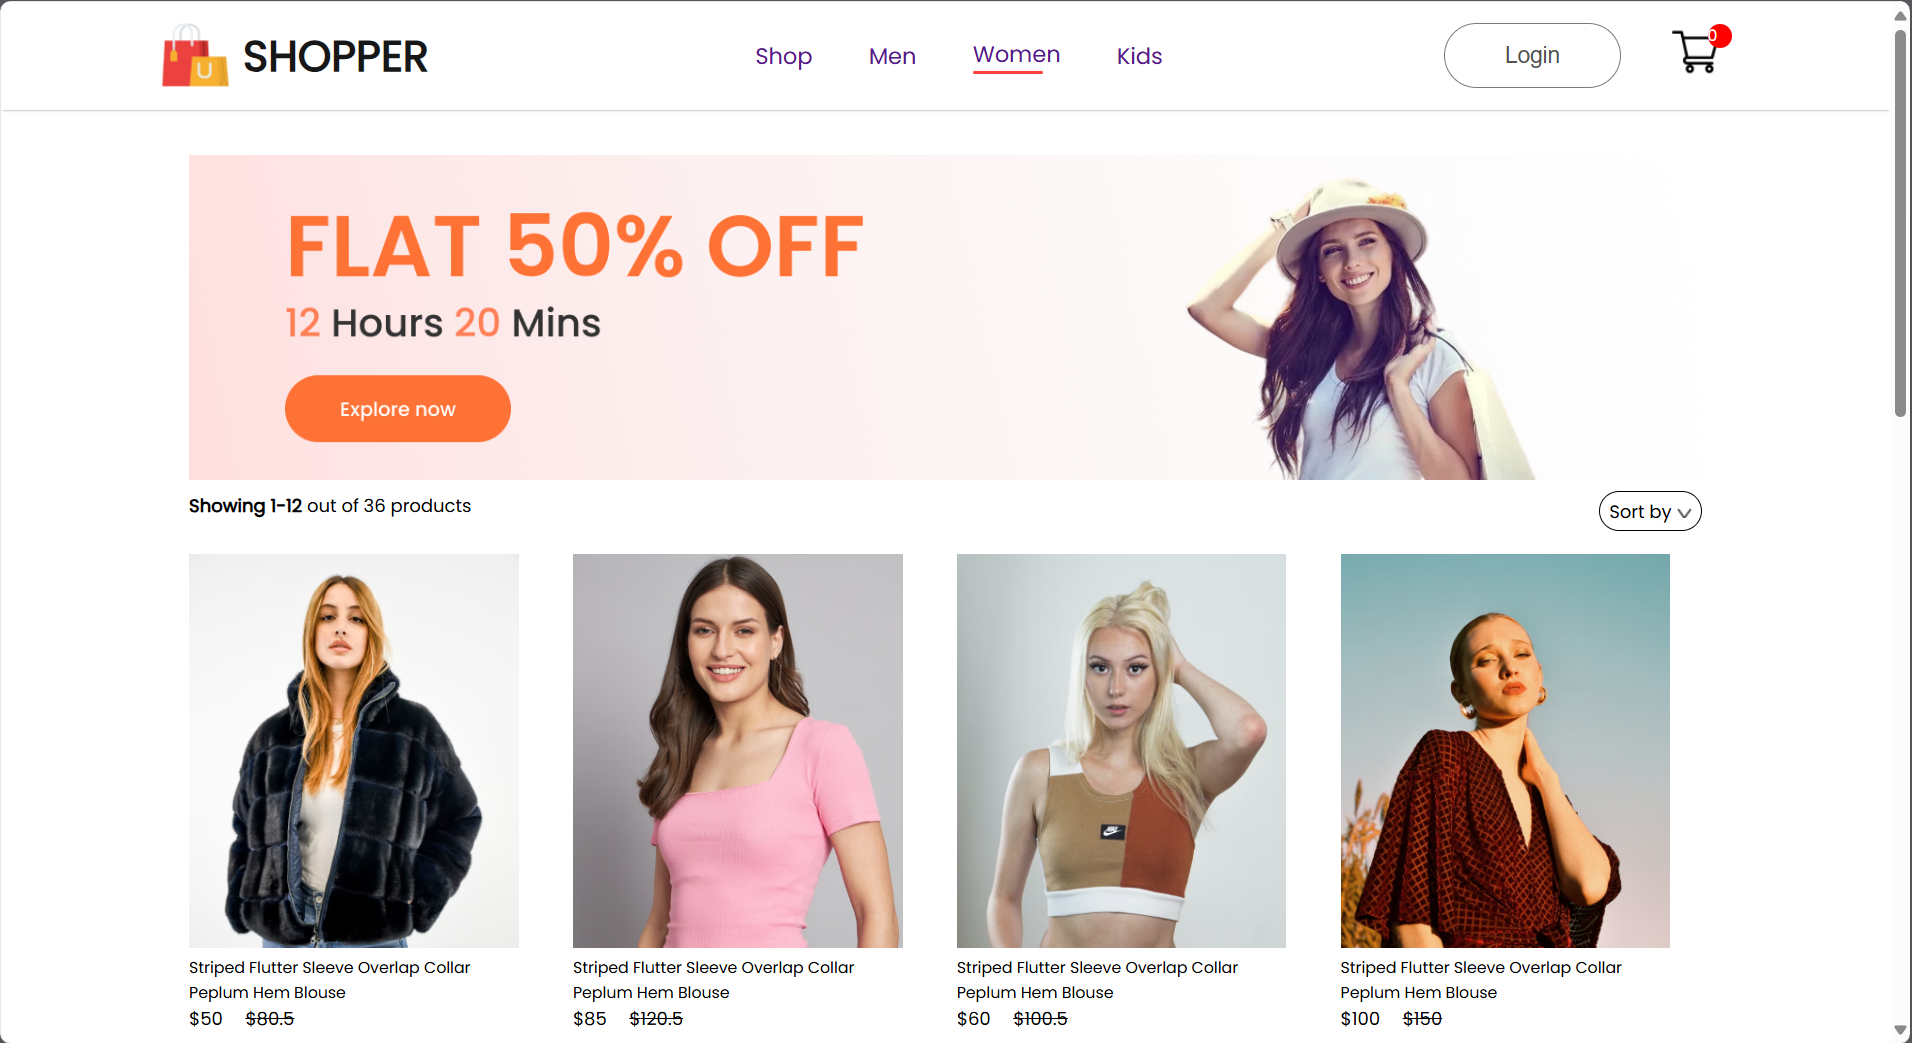 SHOPPER
Shop
Men
Women
Kids
Login
0
FLAT 50% OFF
12 Hours 20 Mins
Explore now
Showing 1-12 out of 36 products
Sort by
Striped Flutter Sleeve Overlap Collar
Peplum Hem Blouse
$50 $80.5
Striped Flutter Sleeve Overlap Collar
Peplum Hem Blouse
$85 $120.5
Striped Flutter Sleeve Overlap Collar
Peplum Hem Blouse
$60 $100.5
Striped Flutter Sleeve Overlap Collar
Peplum Hem Blouse
$100 $150